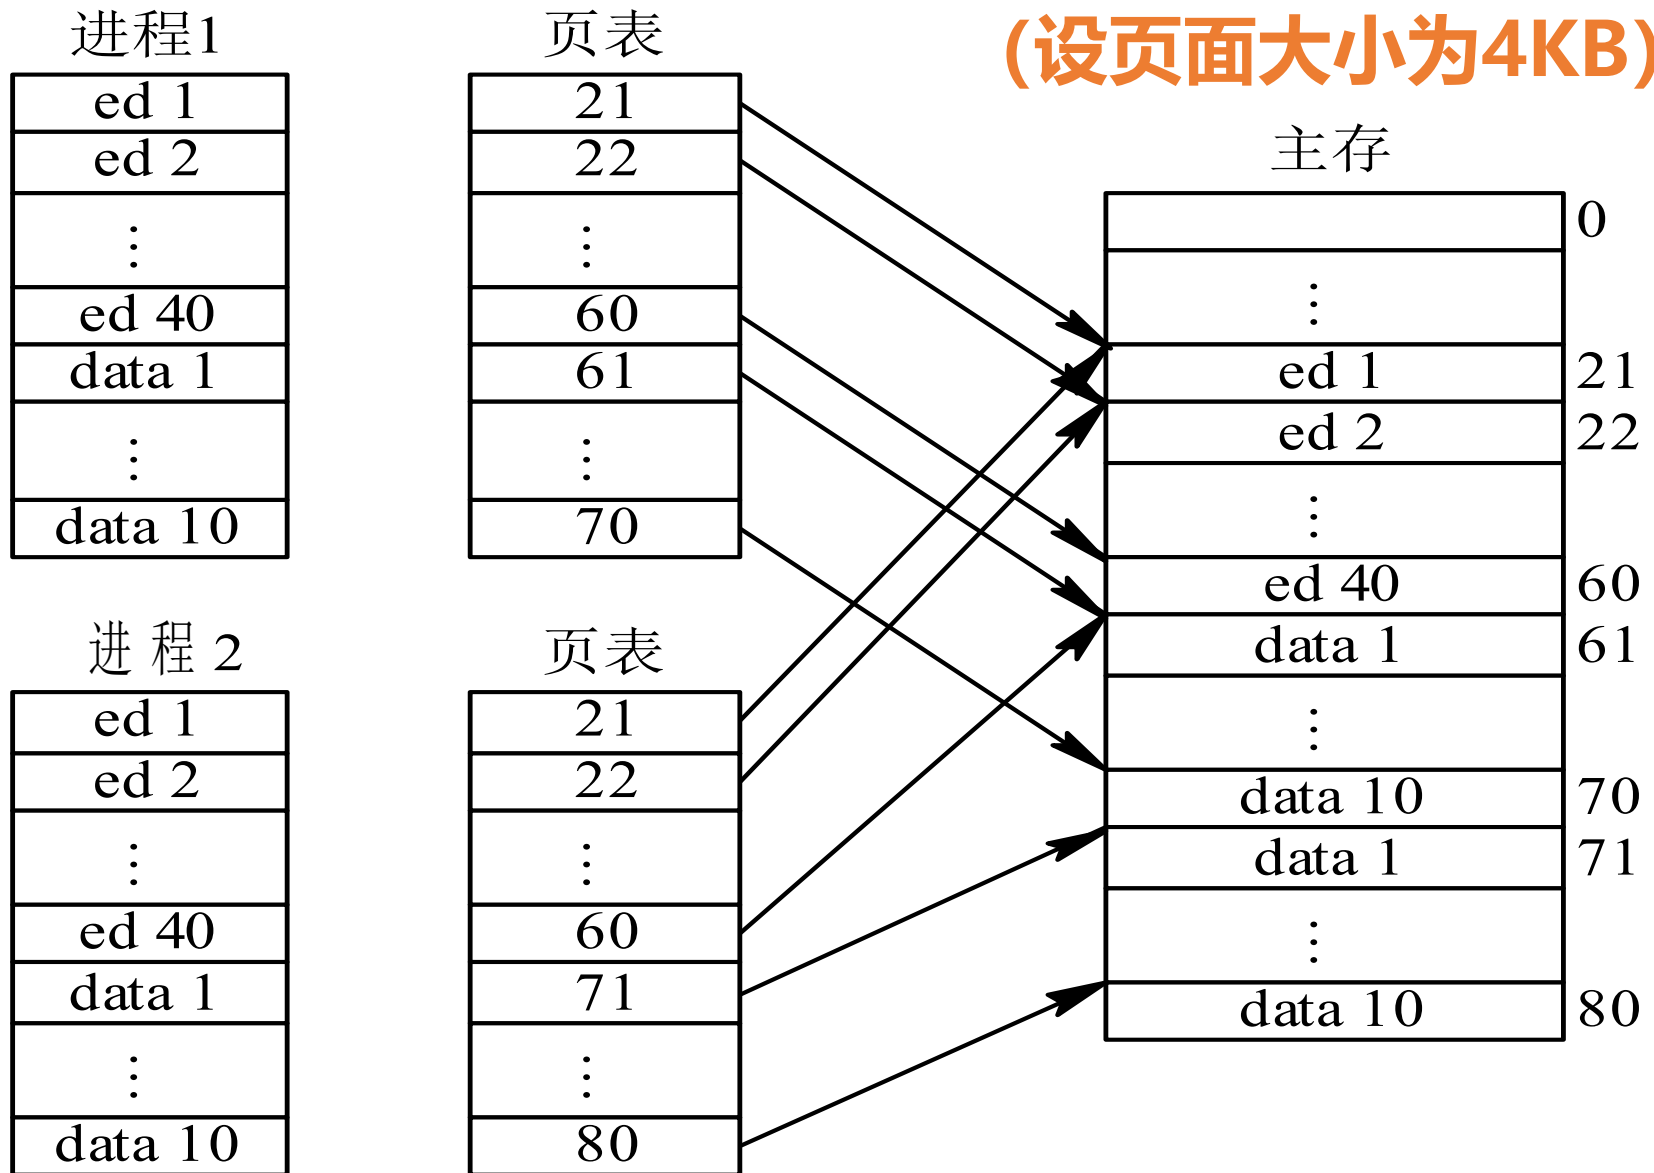 进程1
ed 1
ed 2
⋮
ed 40
data 1
⋮
data 10
页表
21
22
⋮
60
61
⋮
70
(设页面大小为4KB)
主存
0
⋮
ed 1 21
ed 2 22
⋮
ed 40 60
data 1 61
⋮
data 10 70
data 1 71
⋮
data 10 80
进程2
ed 1
ed 2
⋮
ed 40
data 1
⋮
data 10
页表
21
22
⋮
60
71
⋮
80